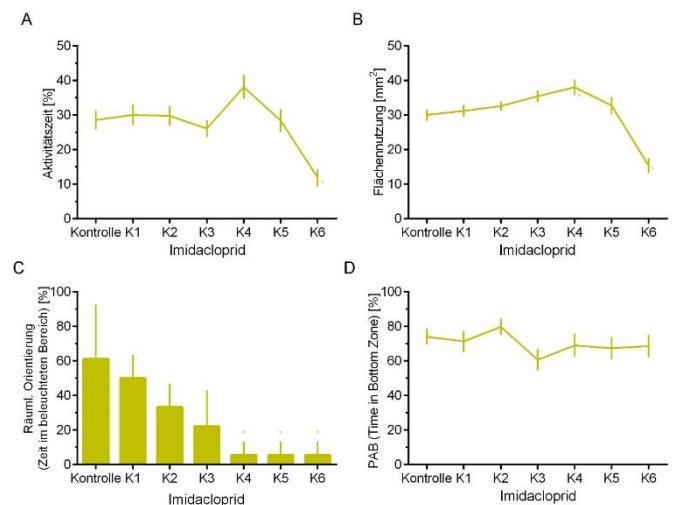 A
Aktivitätszeit [%]
50
40
30
20
10
0
Kontrolle K1 K2 K3 K4 K5 K6
Imidacloprid
B
Flächennutzung [mm²]
50
40
30
20
10
0
Kontrolle K1 K2 K3 K4 K5 K6
Imidacloprid
C
Räuml. Orientierung
(Zeit im beleuchteten Bereich) [%]
100
80
60
40
20
0
Kontrolle K1 K2 K3 K4 K5 K6
Imidacloprid
D
PAB (Time in Bottom Zone) [%]
100
80
60
40
20
0
Kontrolle K1 K2 K3 K4 K5 K6
Imidacloprid